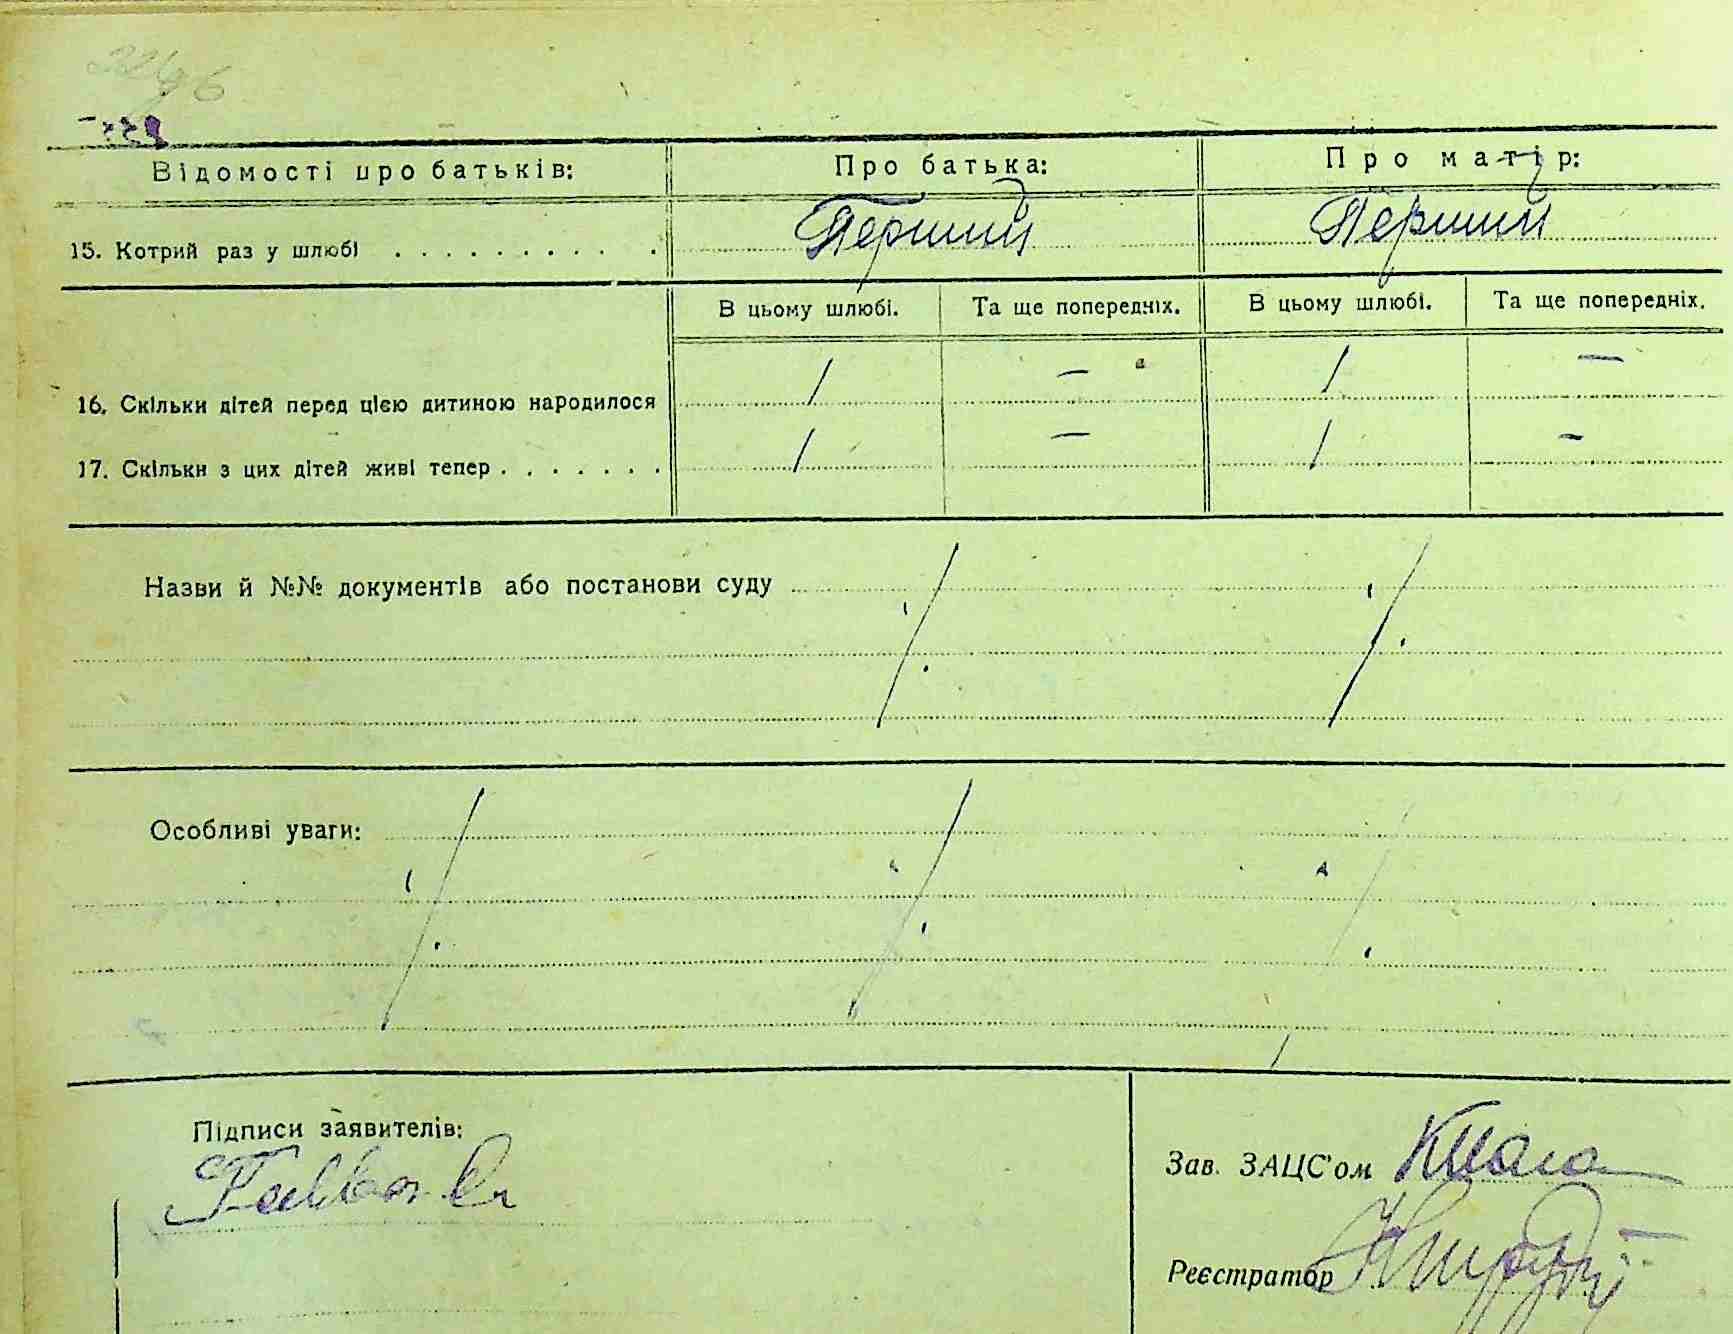 Відомості про батьків: Про батька: Про матір:
15. Котрий раз у шлюбі . . . . . . . . . . Перший Перший
В цьому шлюбі. Та ще попередніх. В цьому шлюбі. Та ще попередніх.
16. Скільки дітей перед цією дитиною народилося 1 — 1 —
17. Скільки з цих дітей живі тепер . . . . . . . 1 — 1 —
Назви й №№ документів або постанови суду
Особливі уваги:
Підписи заявителів:
Зав. ЗАЦС'ом
Реєстратор